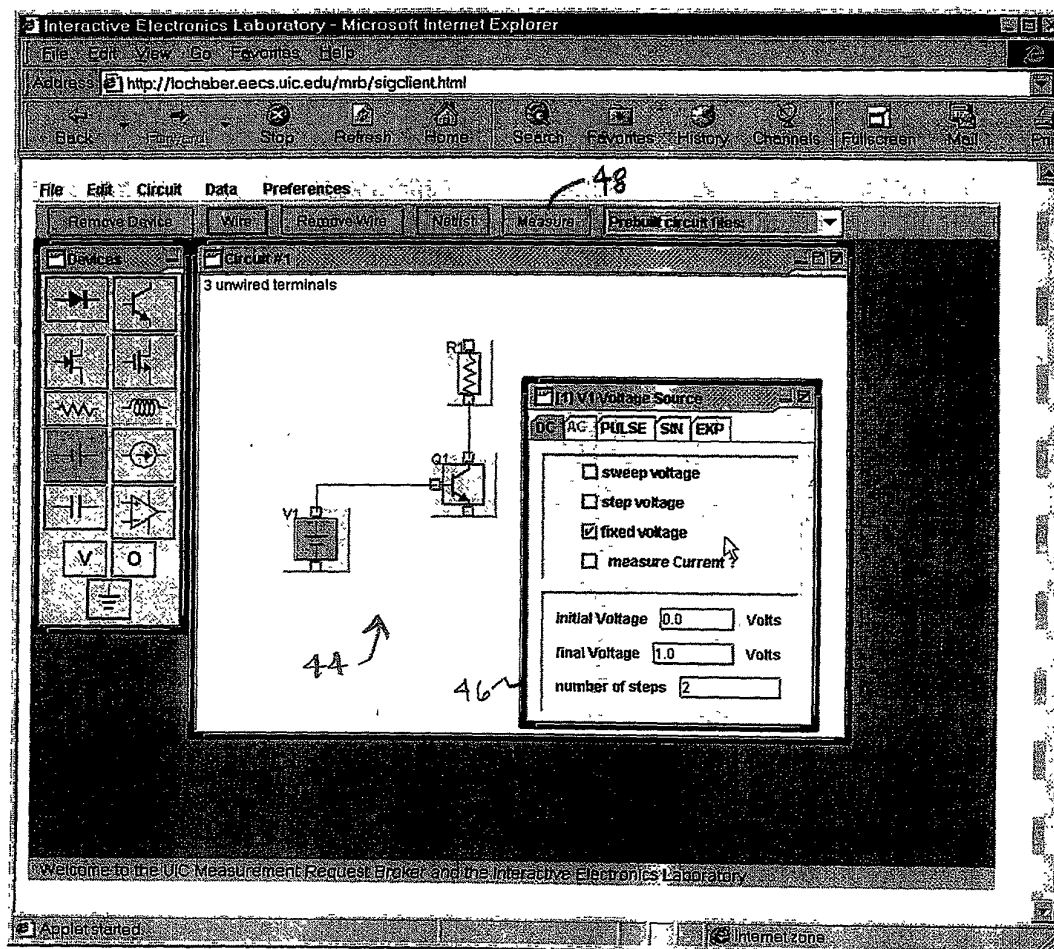 Interactive Electronics Laboratory - Microsoft Internet Explorer
File Edit View Go Favorites Help
Address http://lochaber.eecs.uic.edu/mrb/sigclient.html
Back Forward Stop Refresh Home Search Favorites History Channels Fullscreen Mail
48
File Edit Circuit Data Preferences
Remove Device Wire Remove Wire Netlist Measure Prebuilt circuit files:
Devices
Circuit #1
3 unwired terminals
R1
[1] V1 Voltage Source
DC AC PULSE SIN EXP
sweep voltage
Q1
step voltage
V1
fixed voltage
V O
measure Current ?
initial Voltage 0.0 Volts
44
final Voltage 1.0 Volts
46
number of steps 2
Welcome to the UIC Measurement Request Broker and the Interactive Electronics Laboratory
Applet started Internet zone